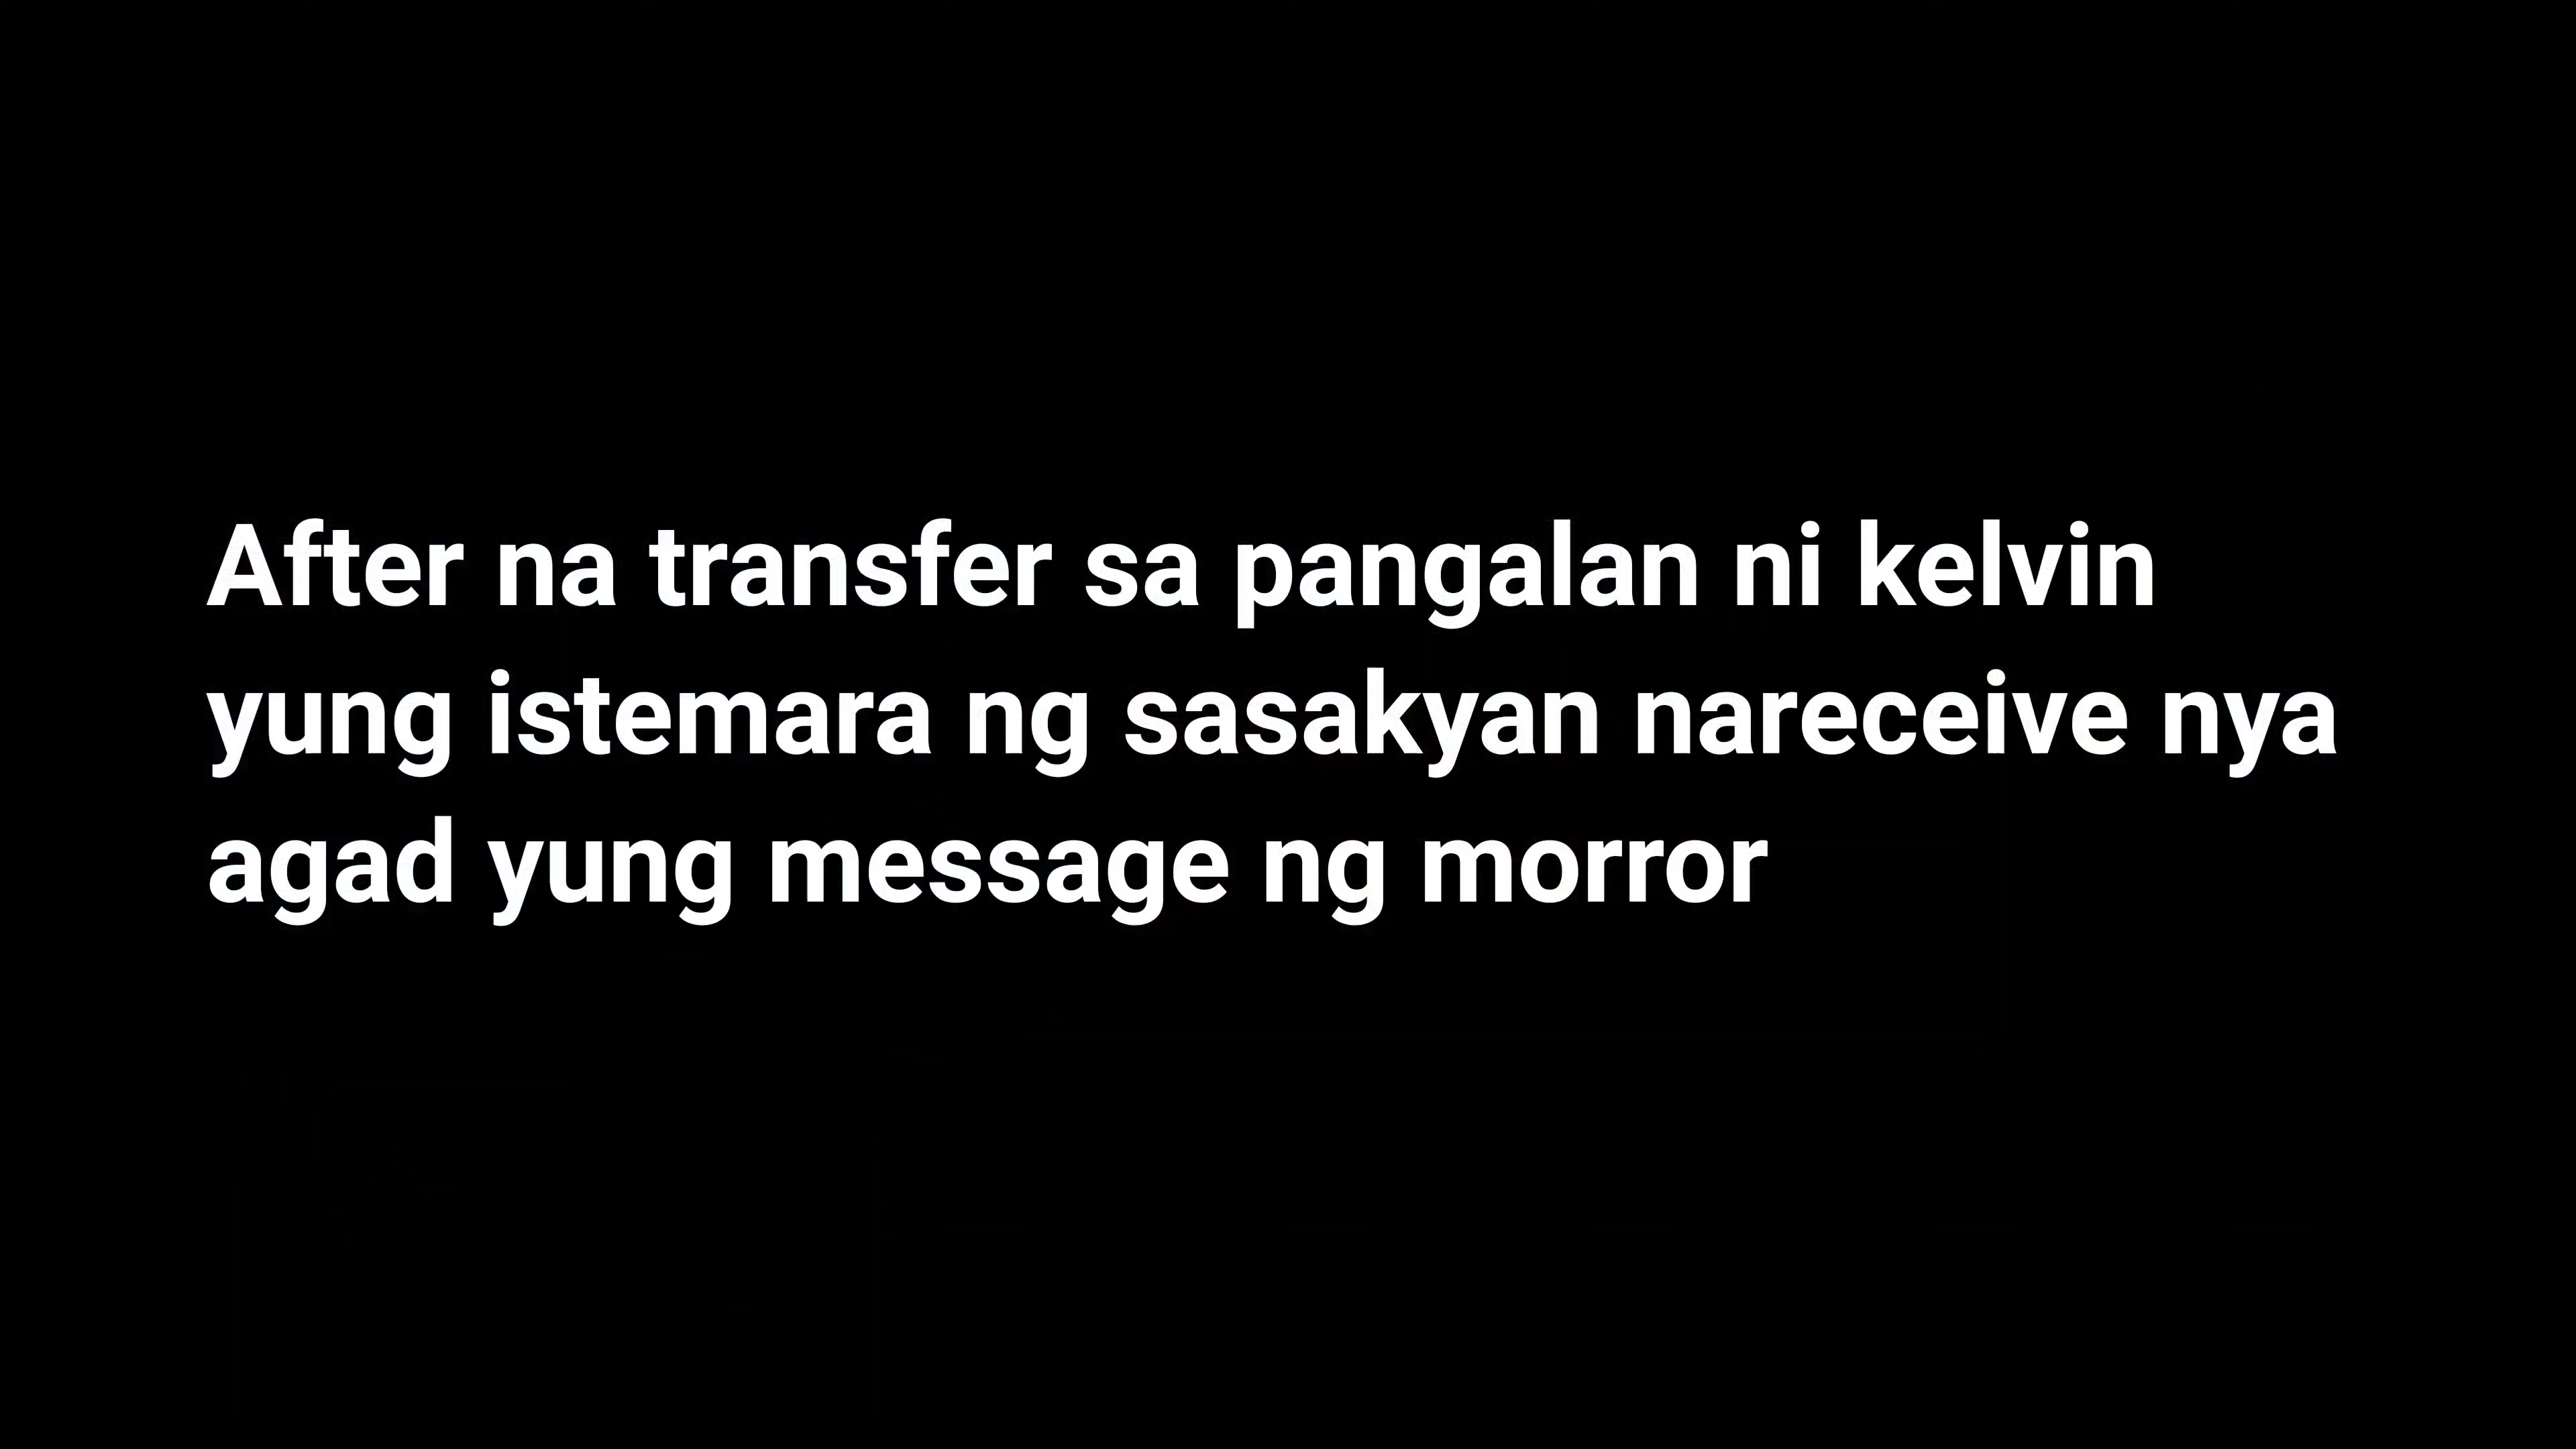 After na transfer sa pangalan ni kelvin
yung istemara ng sasakyan nareceive nya
agad yung message ng morror